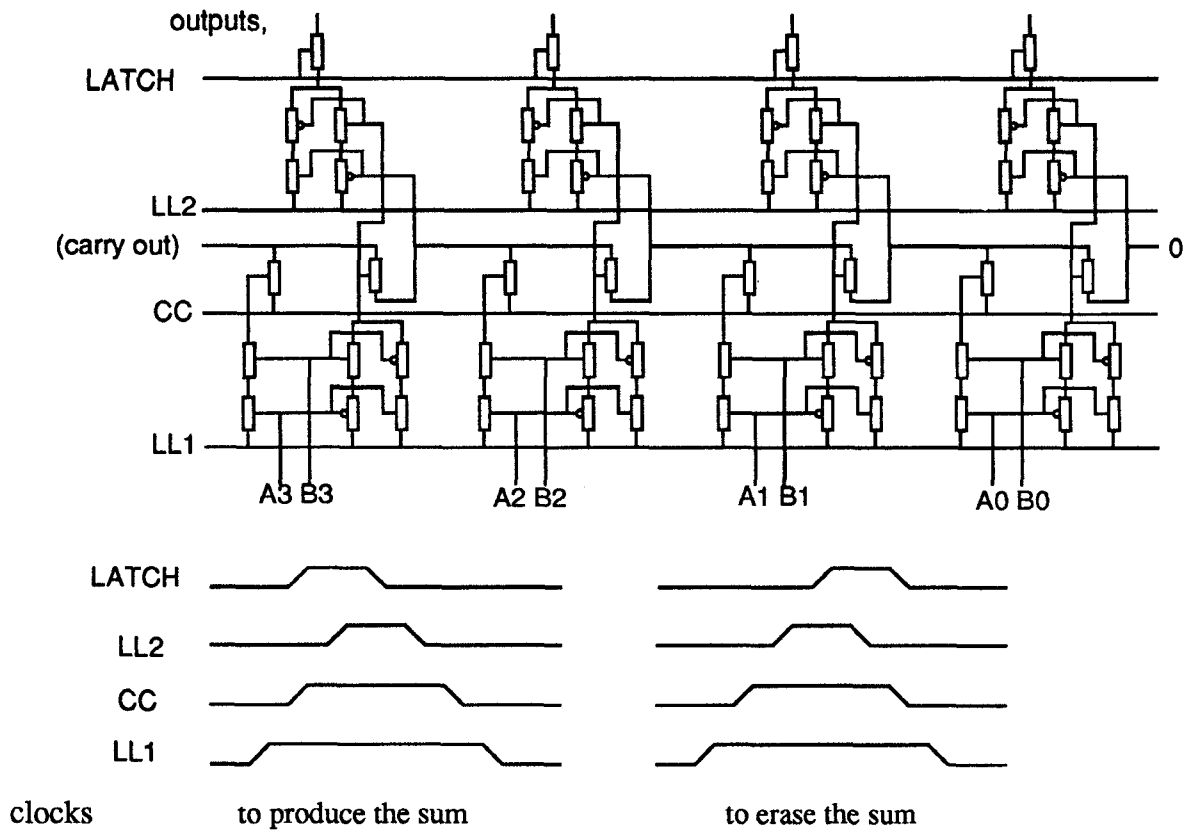 outputs,
LATCH
LL2
(carry out)
0
CC
LL1
A3 B3
A2 B2
A1 B1
A0 B0
LATCH
LL2
CC
LL1
clocks to produce the sum to erase the sum